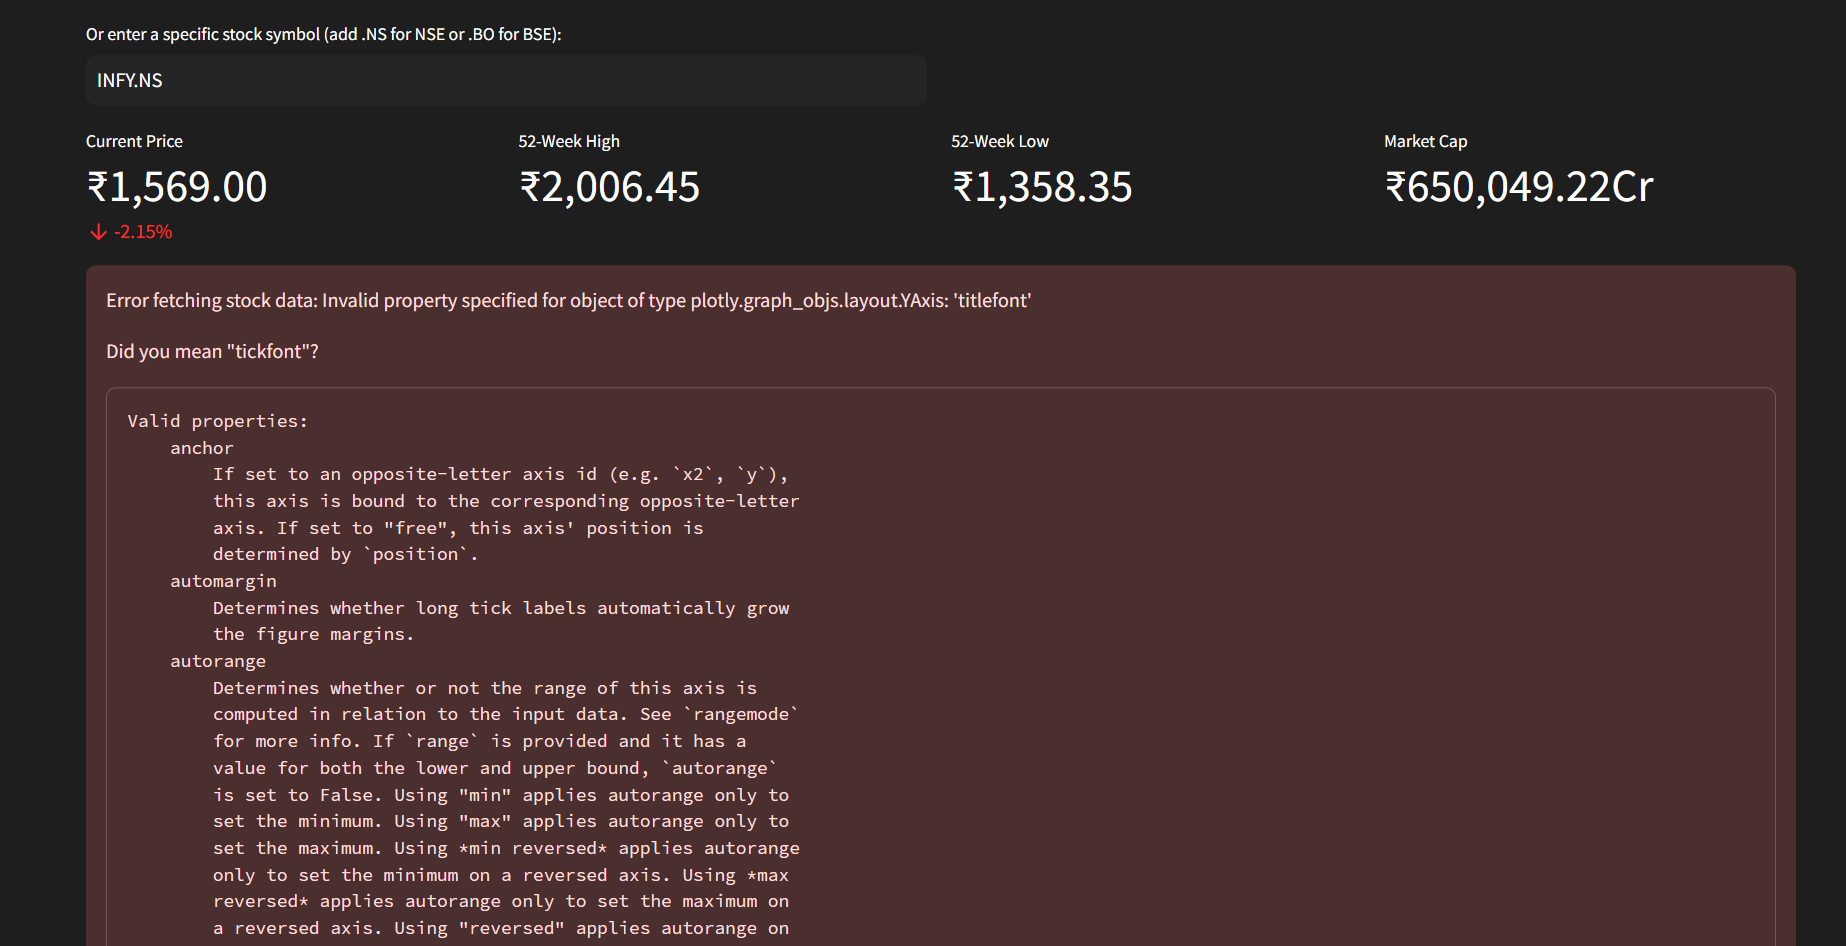 Or enter a specific stock symbol (add .NS for NSE or .BO for BSE):
INFY.NS
Current Price
52-Week High
52-Week Low
Market Cap
₹1,569.00
₹2,006.45
₹1,358.35
₹650,049.22Cr
↓ -2.15%
Error fetching stock data: Invalid property specified for object of type plotly.graph_objs.layout.YAxis: 'titlefont'
Did you mean "tickfont"?
Valid properties:
anchor
If set to an opposite-letter axis id (e.g. `x2`, `y`),
this axis is bound to the corresponding opposite-letter
axis. If set to "free", this axis' position is
determined by `position`.
automargin
Determines whether long tick labels automatically grow
the figure margins.
autorange
Determines whether or not the range of this axis is
computed in relation to the input data. See `rangemode`
for more info. If `range` is provided and it has a
value for both the lower and upper bound, `autorange`
is set to False. Using "min" applies autorange only to
set the minimum. Using "max" applies autorange only to
set the maximum. Using *min reversed* applies autorange
only to set the minimum on a reversed axis. Using *max
reversed* applies autorange only to set the maximum on
a reversed axis. Using "reversed" applies autorange on